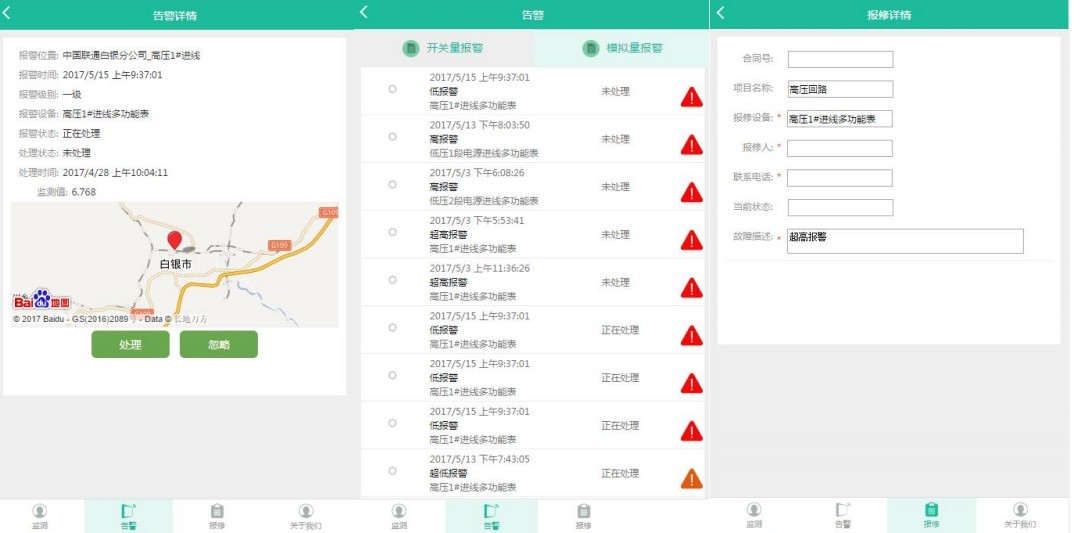 告警详情
报警位置: 中国联通白银分公司_高压1#进线
报警时间: 2017/5/15 上午9:37:01
报警级别: 一级
报警设备: 高压1#进线多功能表
报警状态: 正在处理
处理状态: 未处理
处理时间: 2017/4/28 上午10:04:11
监测值: 6.768
G109
G109
白银市
Bai 地图
© 2017 Baidu - GS(2016)2089号 - Data © 长地万方
处理 忽略
监测 告警 报修 关于我们
告警
开关量报警 模拟量报警
2017/5/15 上午9:37:01
低报警 未处理
高压1#进线多功能表
2017/5/13 下午8:03:50
高报警 未处理
低压1段电源进线多功能表
2017/5/3 下午6:08:26
高报警 未处理
低压2段电源进线多功能表
2017/5/3 下午5:53:41
超高报警 未处理
高压1#进线多功能表
2017/5/3 上午11:36:26
超高报警 未处理
高压1#进线多功能表
2017/5/15 上午9:37:01
低报警 正在处理
高压1#进线多功能表
2017/5/15 上午9:37:01
低报警 正在处理
高压1#进线多功能表
2017/5/15 上午9:37:01
低报警 正在处理
高压1#进线多功能表
2017/5/13 下午7:43:05
超低报警 正在处理
高压1#进线多功能表
监测 告警 报修
报修详情
合同号:
项目名称: 高压回路
报修设备: * 高压1#进线多功能表
报修人: *
联系电话: *
当前状态:
故障描述: * 超高报警
监测 告警 报修 关于我们